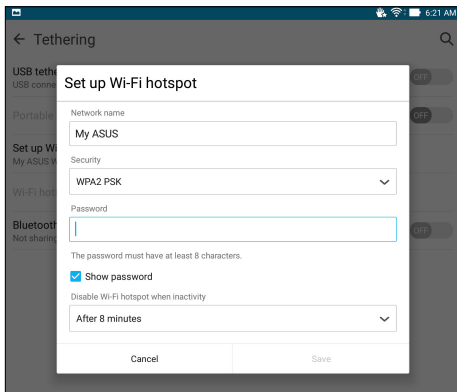 6:21 AM
Tethering
USB tethe
USB conne
OFF
Portable
OFF
Set up Wi
My ASUS W
Wi-Fi hot
Bluetooth
Not sharing
OFF
Set up Wi-Fi hotspot
Network name
My ASUS
Security
WPA2 PSK
Password
The password must have at least 8 characters.
Show password
Disable Wi-Fi hotspot when inactivity
After 8 minutes
Cancel
Save